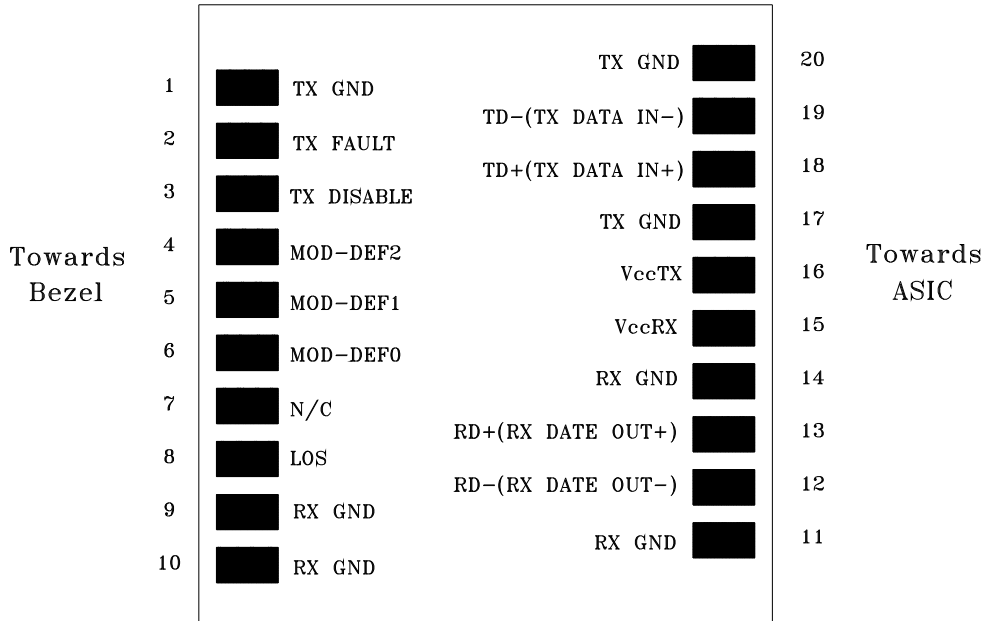 Towards
Bezel
1 TX GND
2 TX FAULT
3 TX DISABLE
4 MOD-DEF2
5 MOD-DEF1
6 MOD-DEF0
7 N/C
8 LOS
9 RX GND
10 RX GND
TX GND 20
TD-(TX DATA IN-) 19
TD+(TX DATA IN+) 18
TX GND 17
VccTX 16
VccRX 15
RX GND 14
RD+(RX DATE OUT+) 13
RD-(RX DATE OUT-) 12
RX GND 11
Towards
ASIC